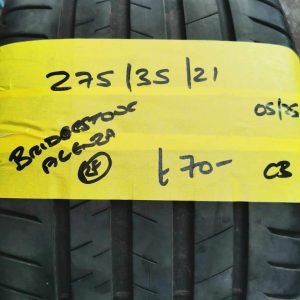 275/35/21
05/25
BRIDGESTONE
ALENZA
£70-
CB